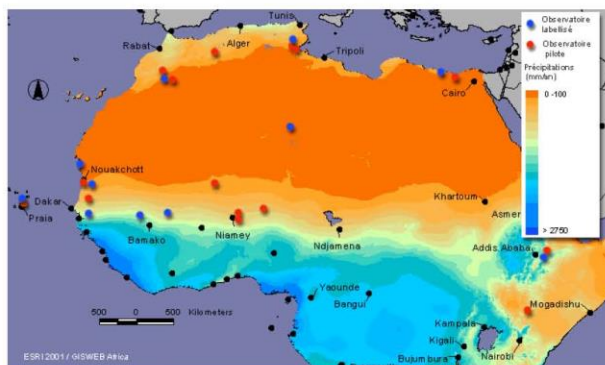 Tunis
Alger
Rabat
Tripoli
Cairo
Nouakchott
Dakar
Praia
Bamako
Niamey
Ndjamena
Khartoum
Asmer
Addis Ababa
Yaounde
Bangui
Mogadishu
Kampala
Kigali
Nairobi
Bujumbura
Observatoire
labellisé
Observatoire
pilote
Précipitations
(mm/an)
0 -100
> 2750
500 0 500
Kilometers
ESRI 2001 / GISWEB Africa